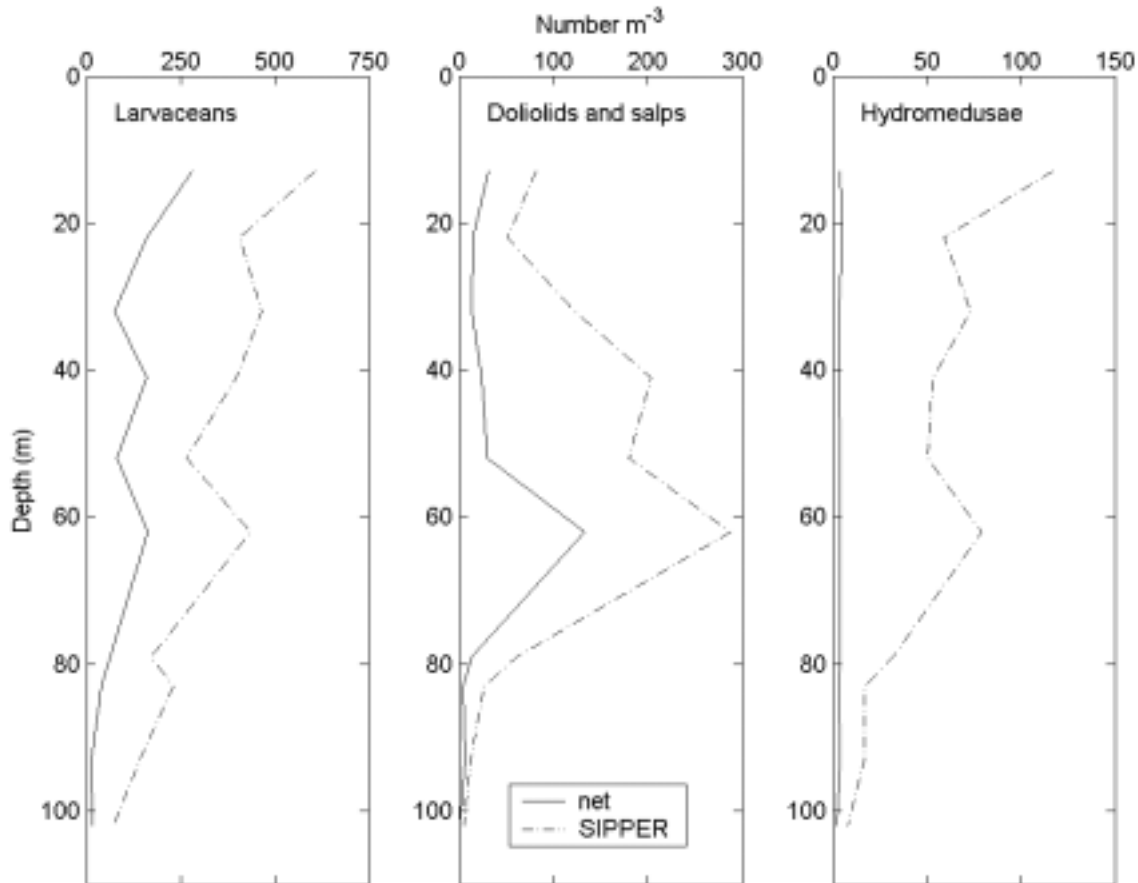 Number m⁻³
0 250 500 750 0 100 200 300 0 50 100 150
0 0 0
Larvaceans Doliolids and salps Hydromedusae
20 20 20
40 40 40
Depth (m)
60 60 60
80 80 80
100 100 100
net
SIPPER